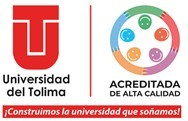 Universidad
del Tolima
ACREDITADA
DE ALTA CALIDAD
¡Construimos la universidad que soñamos!